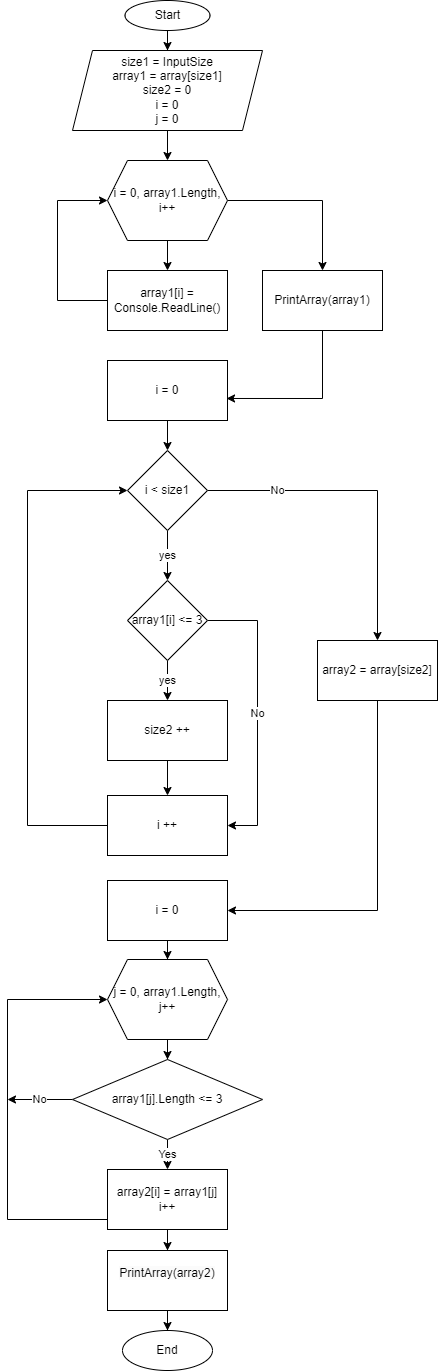 Start
size1 = InputSize
array1 = array[size1]
size2 = 0
i = 0
j = 0
i = 0, array1.Length,
i++
array1[i] =
Console.ReadLine()
PrintArray(array1)
i = 0
i < size1
No
yes
array1[i] <= 3
array2 = array[size2]
yes
No
size2 ++
i ++
i = 0
j = 0, array1.Length,
j++
array1[j].Length <= 3
No
Yes
array2[i] = array1[j]
i++
PrintArray(array2)
End